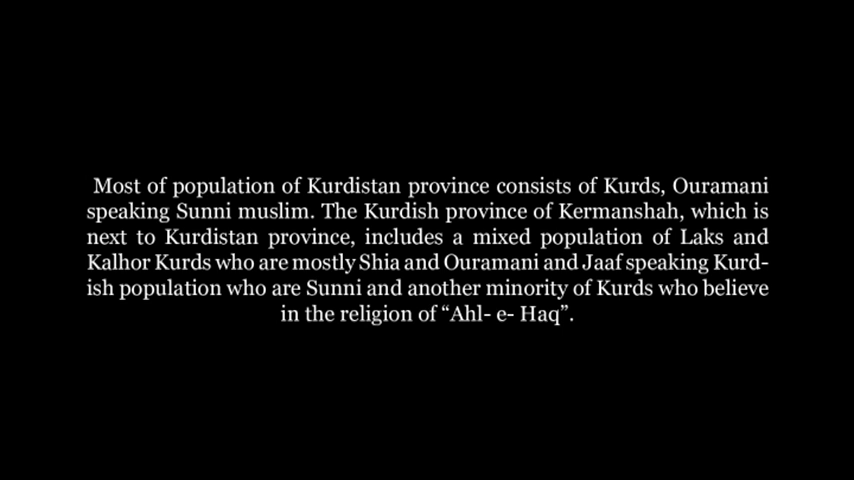 Most of population of Kurdistan province consists of Kurds, Ouramani
speaking Sunni muslim. The Kurdish province of Kermanshah, which is
next to Kurdistan province, includes a mixed population of Laks and
Kalhor Kurds who are mostly Shia and Ouramani and Jaaf speaking Kurd-
ish population who are Sunni and another minority of Kurds who believe
in the religion of “Ahl- e- Haq”.